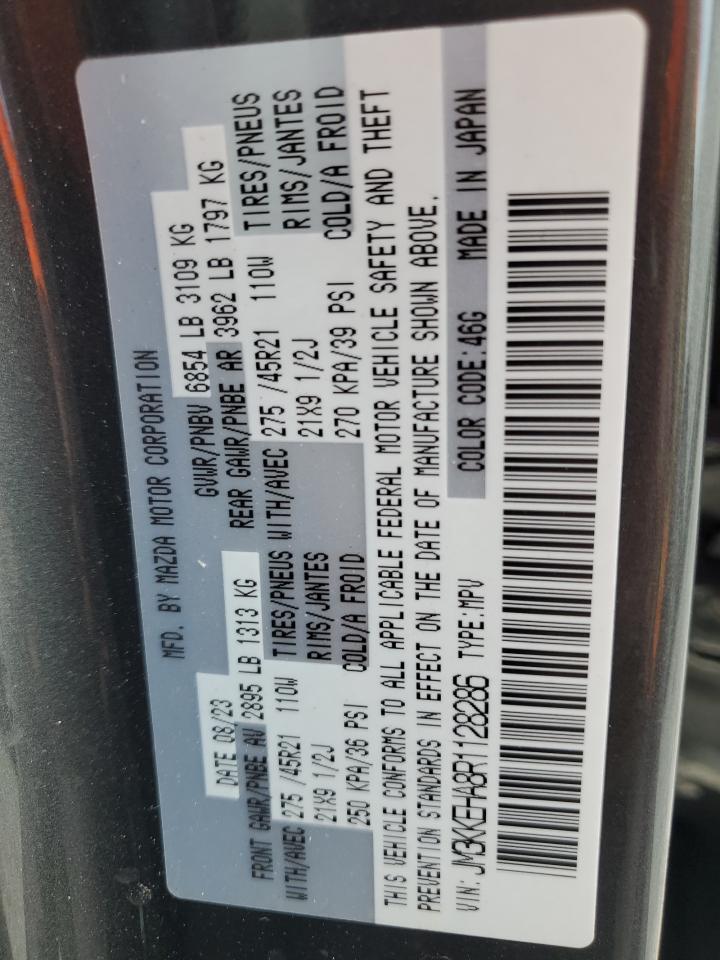 MFD. BY MAZDA MOTOR CORPORATION
DATE 08/23 GVWR/PNBV 6854 LB 3109 KG
FRONT GAWR/PNBE AV 2895 LB 1313 KG REAR GAWR/PNBE AR 3962 LB 1797 KG
WITH/AVEC 275 /45R21 110W TIRES/PNEUS WITH/AVEC 275 /45R21 110W TIRES/PNEUS
21X9 1/2J RIMS/JANTES 21X9 1/2J RIMS/JANTES
250 KPA/36 PSI COLD/A FROID 270 KPA/39 PSI COLD/A FROID
THIS VEHICLE CONFORMS TO ALL APPLICABLE FEDERAL MOTOR VEHICLE SAFETY AND THEFT
PREVENTION STANDARDS IN EFFECT ON THE DATE OF MANUFACTURE SHOWN ABOVE.
VIN: JM3KKEHA8R1128286 TYPE:MPV COLOR CODE:46G MADE IN JAPAN